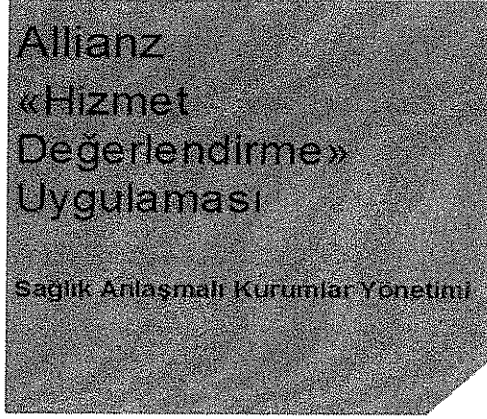 Allianz
«Hizmet
Değerlendirme»
Uygulaması
Sağlık Anlaşmalı Kurumlar Yönetimi